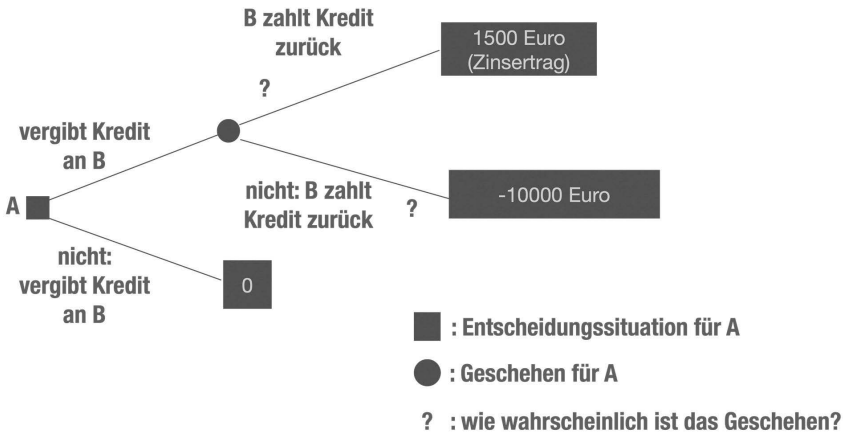 B zahlt Kredit
zurück
1500 Euro
(Zinsertrag)
?
vergibt Kredit
an B
nicht: B zahlt
Kredit zurück
?
-10000 Euro
A
nicht:
vergibt Kredit
an B
0
: Entscheidungssituation für A
: Geschehen für A
? : wie wahrscheinlich ist das Geschehen?